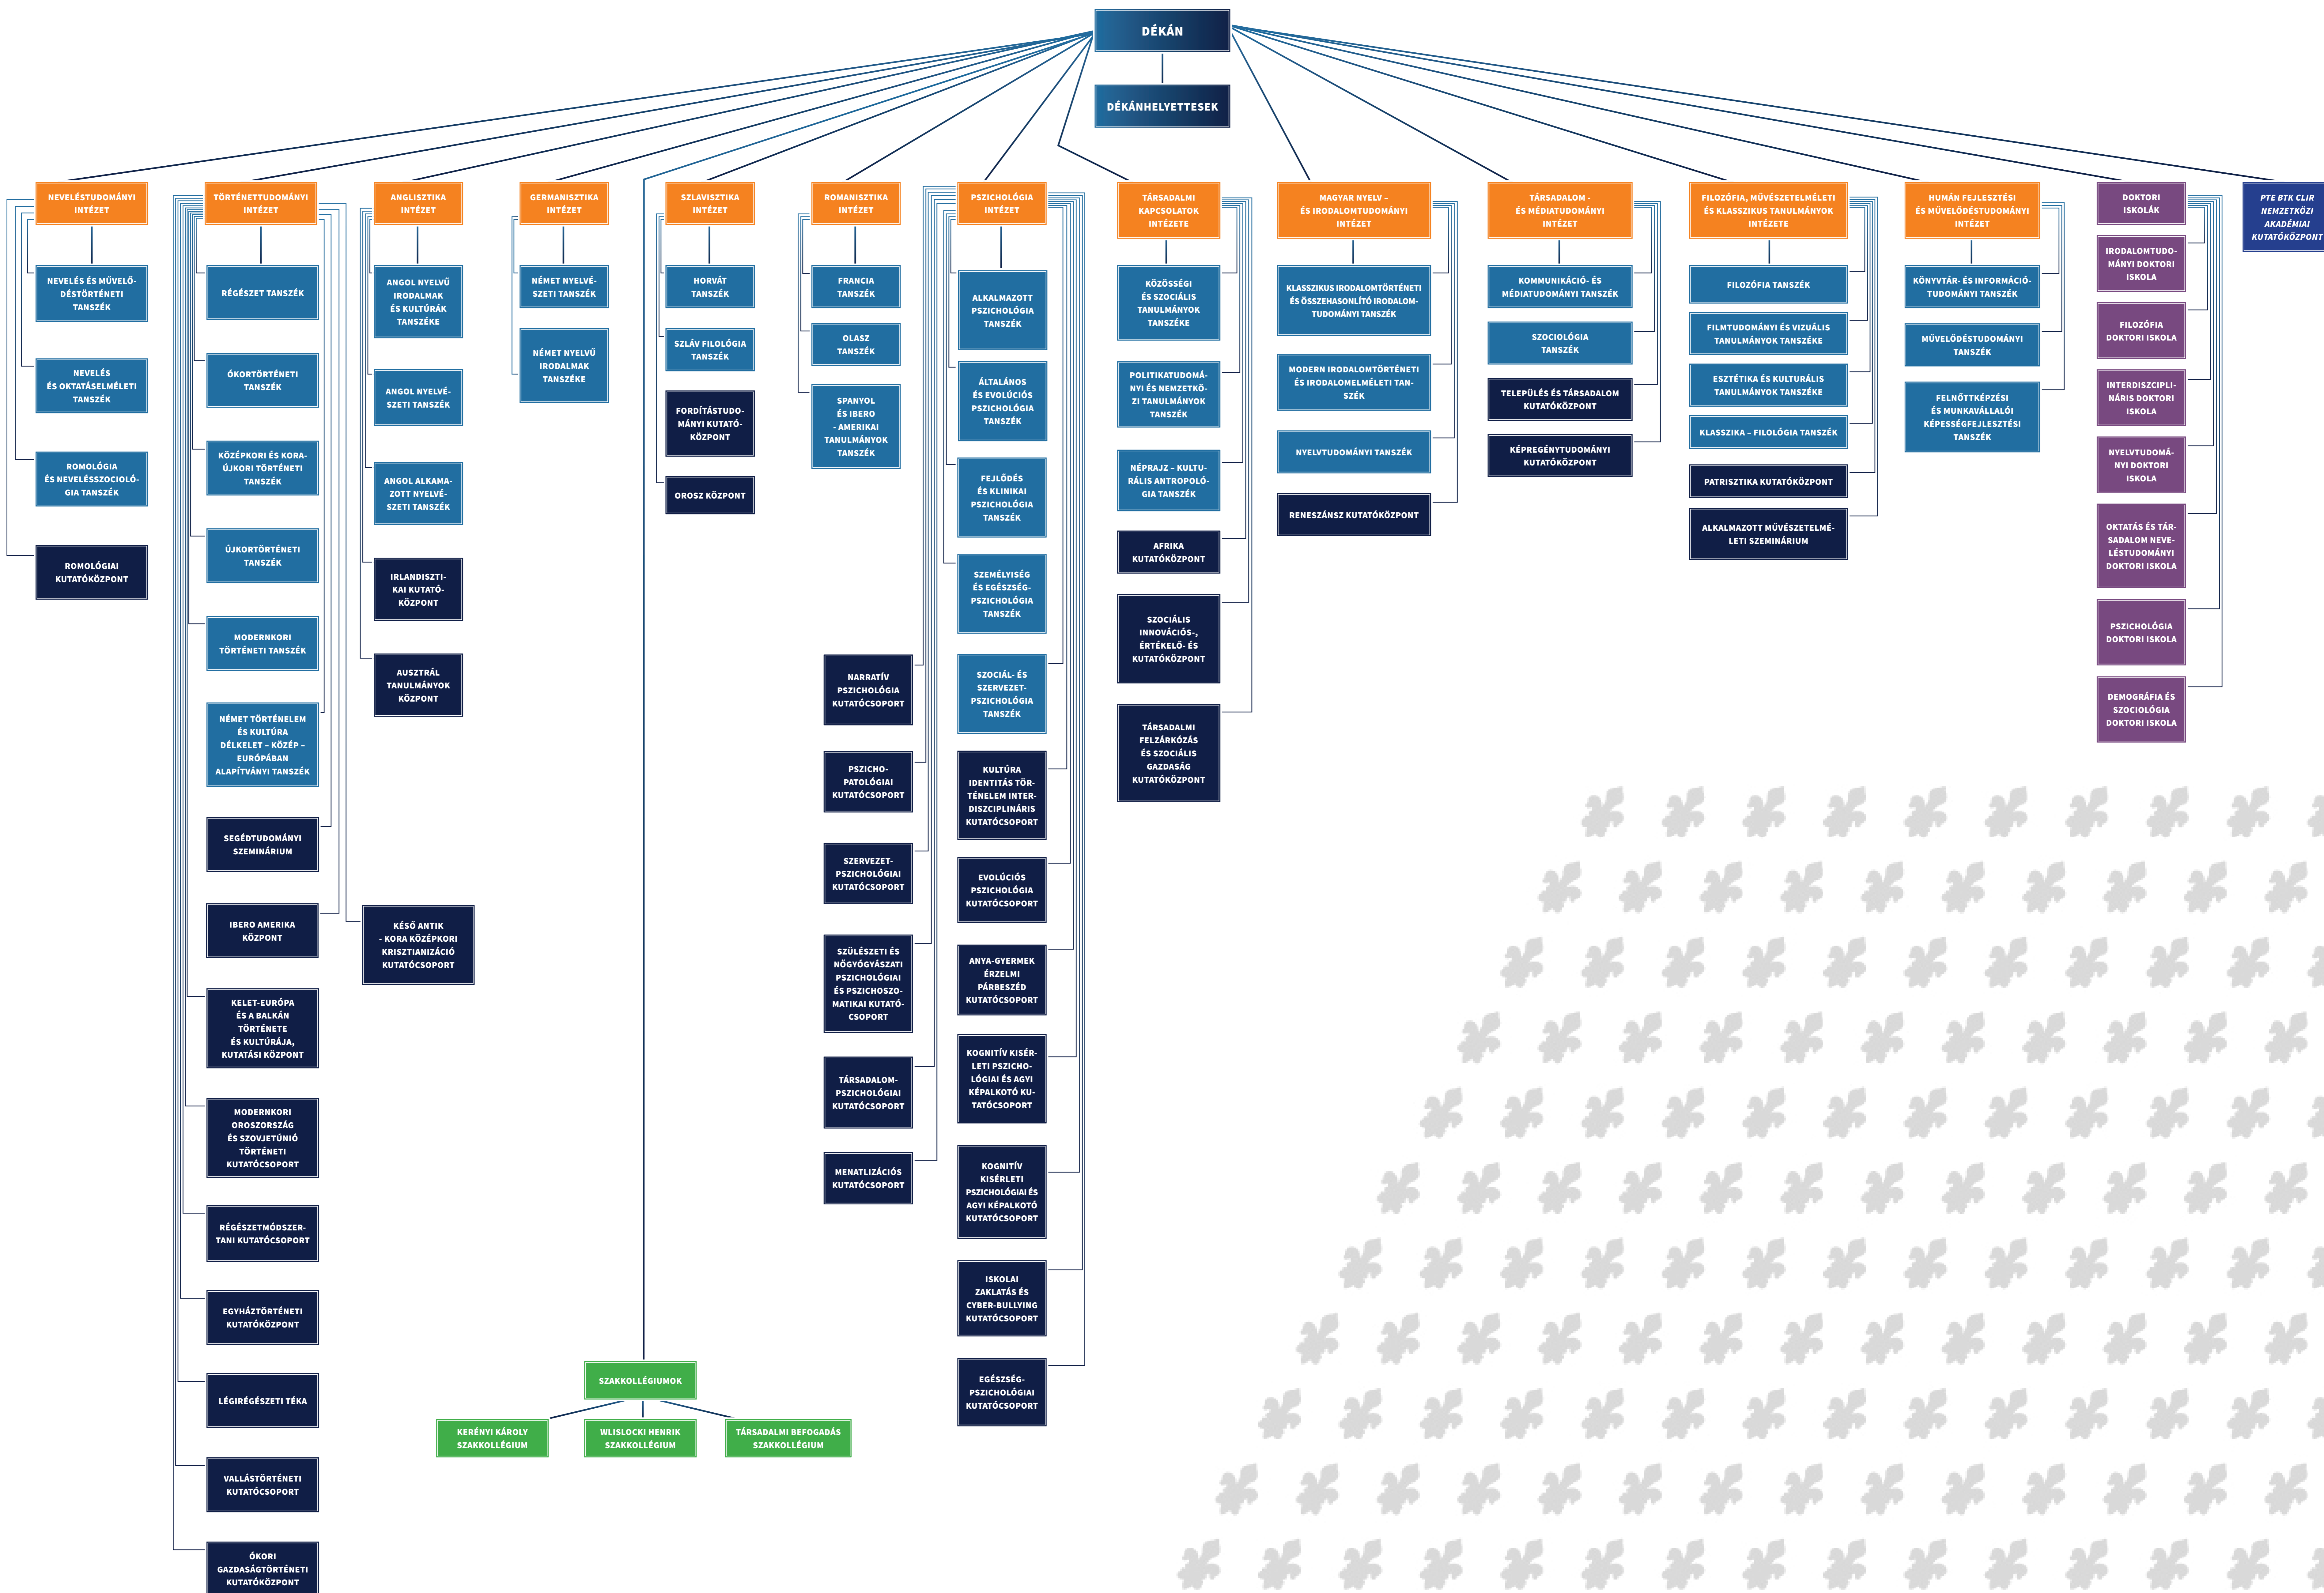 DÉKÁN
DÉKÁNHELYETTESEK
NEVELÉSTUDOMÁNYI
INTÉZET
NEVELÉS ÉS MŰVELŐ-
DÉSTÖRTÉNETI
TANSZÉK
NEVELÉS
ÉS OKTATÁSELMÉLETI
TANSZÉK
ROMOLÓGIA
ÉS NEVELÉSSZOCIOLÓ-
GIA TANSZÉK
ROMOLÓGIAI
KUTATÓKÖZPONT
TÖRTÉNETTUDOMÁNYI
INTÉZET
RÉGÉSZET TANSZÉK
ÓKORTÖRTÉNETI
TANSZÉK
KÖZÉPKORI ÉS KORA-
ÚJKORI TÖRTÉNETI
TANSZÉK
ÚJKORTÖRTÉNETI
TANSZÉK
MODERNKORI
TÖRTÉNETI TANSZÉK
NÉMET TÖRTÉNELEM
ÉS KULTÚRA
DÉLKELET – KÖZÉP –
EURÓPÁBAN
ALAPÍTVÁNYI TANSZÉK
SEGÉDTUDOMÁNYI
SZEMINÁRIUM
IBERO AMERIKA
KÖZPONT
KELET-EURÓPA
ÉS A BALKÁN
TÖRTÉNETE
ÉS KULTÚRÁJA,
KUTATÁSI KÖZPONT
MODERNKORI
OROSZORSZÁG
ÉS SZOVJETÚNIÓ
TÖRTÉNETI
KUTATÓCSOPORT
RÉGÉSZETMÓDSZER-
TANI KUTATÓCSOPORT
EGYHÁZTÖRTÉNETI
KUTATÓKÖZPONT
LÉGIRÉGÉSZETI TÉKA
VALLÁSTÖRTÉNETI
KUTATÓCSOPORT
ÓKORI
GAZDASÁGTÖRTÉNETI
KUTATÓKÖZPONT
KÉSŐ ANTIK
- KORA KÖZÉPKORI
KRISZTIANIZÁCIÓ
KUTATÓCSOPORT
ANGLISZTIKA
INTÉZET
ANGOL NYELVŰ
IRODALMAK
ÉS KULTÚRÁK
TANSZÉKE
ANGOL NYELVÉ-
SZETI TANSZÉK
ANGOL ALKAMA-
ZOTT NYELVÉ-
SZETI TANSZÉK
IRLANDISZTI-
KAI KUTATÓ-
KÖZPONT
AUSZTRÁL
TANULMÁNYOK
KÖZPONT
GERMANISZTIKA
INTÉZET
NÉMET NYELVÉ-
SZETI TANSZÉK
NÉMET NYELVŰ
IRODALMAK
TANSZÉKE
SZAKKOLLÉGIUMOK
KERÉNYI KÁROLY
SZAKKOLLÉGIUM
WLISLOCKI HENRIK
SZAKKOLLÉGIUM
TÁRSADALMI BEFOGADÁS
SZAKKOLLÉGIUM
SZLAVISZTIKA
INTÉZET
HORVÁT
TANSZÉK
SZLÁV FILOLÓGIA
TANSZÉK
FORDÍTÁSTUDO-
MÁNYI KUTATÓ-
KÖZPONT
OROSZ KÖZPONT
ROMANISZTIKA
INTÉZET
FRANCIA
TANSZÉK
OLASZ
TANSZÉK
SPANYOL
ÉS IBERO
- AMERIKAI
TANULMÁNYOK
TANSZÉK
PSZICHOLÓGIA
INTÉZET
ALKALMAZOTT
PSZICHOLÓGIA
TANSZÉK
ÁLTALÁNOS
ÉS EVOLÚCIÓS
PSZICHOLÓGIA
TANSZÉK
FEJLŐDÉS
ÉS KLINIKAI
PSZICHOLÓGIA
TANSZÉK
SZEMÉLYISÉG
ÉS EGÉSZSÉG-
PSZICHOLÓGIA
TANSZÉK
SZOCIÁL- ÉS
SZERVEZET-
PSZICHOLÓGIA
TANSZÉK
KULTÚRA
IDENTITÁS TÖR-
TÉNELEM INTER-
DISZCIPLINÁRIS
KUTATÓCSOPORT
EVOLÚCIÓS
PSZICHOLÓGIA
KUTATÓCSOPORT
ANYA-GYERMEK
ÉRZELMI
PÁRBESZÉD
KUTATÓCSOPORT
KOGNITÍV KISÉR-
LETI PSZICHO-
LÓGIAI ÉS AGYI
KÉPALKOTÓ KU-
TATÓCSOPORT
KOGNITÍV
KISÉRLETI
PSZICHOLÓGIAI ÉS
AGYI KÉPALKOTÓ
KUTATÓCSOPORT
ISKOLAI
ZAKLATÁS ÉS
CYBER-BULLYING
KUTATÓCSOPORT
EGÉSZSÉG-
PSZICHOLÓGIAI
KUTATÓCSOPORT
NARRATÍV
PSZICHOLÓGIA
KUTATÓCSOPORT
PSZICHO-
PATOLÓGIAI
KUTATÓCSOPORT
SZERVEZET-
PSZICHOLÓGIAI
KUTATÓCSOPORT
SZÜLÉSZETI ÉS
NŐGYÓGYÁSZATI
PSZICHOLÓGIAI
ÉS PSZICHOSZO-
MATIKAI KUTATÓ-
CSOPORT
TÁRSADALOM-
PSZICHOLÓGIAI
KUTATÓCSOPORT
MENATLIZÁCIÓS
KUTATÓCSOPORT
TÁRSADALMI
KAPCSOLATOK
INTÉZETE
KÖZÖSSÉGI
ÉS SZOCIÁLIS
TANULMÁNYOK
TANSZÉKE
POLITIKATUDOMÁ-
NYI ÉS NEMZETKÖ-
ZI TANULMÁNYOK
TANSZÉK
NÉPRAJZ – KULTU-
RÁLIS ANTROPOLÓ-
GIA TANSZÉK
AFRIKA
KUTATÓKÖZPONT
SZOCIÁLIS
INNOVÁCIÓS-,
ÉRTÉKELŐ- ÉS
KUTATÓKÖZPONT
TÁRSADALMI
FELZÁRKÓZÁS
ÉS SZOCIÁLIS
GAZDASÁG
KUTATÓKÖZPONT
MAGYAR NYELV –
ÉS IRODALOMTUDOMÁNYI
INTÉZET
KLASSZIKUS IRODALOMTÖRTÉNETI
ÉS ÖSSZEHASONLÍTÓ IRODALOM-
TUDOMÁNYI TANSZÉK
MODERN IRODALOMTÖRTÉNETI
ÉS IRODALOMELMÉLETI TAN-
SZÉK
NYELVTUDOMÁNYI TANSZÉK
RENESZÁNSZ KUTATÓKÖZPONT
TÁRSADALOM -
ÉS MÉDIATUDOMÁNYI
INTÉZET
KOMMUNIKÁCIÓ- ÉS
MÉDIATUDOMÁNYI TANSZÉK
SZOCIOLÓGIA
TANSZÉK
TELEPÜLÉS ÉS TÁRSADALOM
KUTATÓKÖZPONT
KÉPREGÉNYTUDOMÁNYI
KUTATÓKÖZPONT
FILOZÓFIA, MŰVÉSZETELMÉLETI
ÉS KLASSZIKUS TANULMÁNYOK
INTÉZETE
FILOZÓFIA TANSZÉK
FILMTUDOMÁNYI ÉS VIZUÁLIS
TANULMÁNYOK TANSZÉKE
ESZTÉTIKA ÉS KULTURÁLIS
TANULMÁNYOK TANSZÉKE
KLASSZIKA – FILOLÓGIA TANSZÉK
PATRISZTIKA KUTATÓKÖZPONT
ALKALMAZOTT MŰVÉSZETELMÉ-
LETI SZEMINÁRIUM
HUMÁN FEJLESZTÉSI
ÉS MŰVELŐDÉSTUDOMÁNYI
INTÉZET
KÖNYVTÁR- ÉS INFORMÁCIÓ-
TUDOMÁNYI TANSZÉK
MŰVELŐDÉSTUDOMÁNYI
TANSZÉK
FELNŐTTKÉPZÉSI
ÉS MUNKAVÁLLALÓI
KÉPESSÉGFEJLESZTÉSI
TANSZÉK
DOKTORI
ISKOLÁK
IRODALOMTUDO-
MÁNYI DOKTORI
ISKOLA
FILOZÓFIA
DOKTORI ISKOLA
INTERDISZCIPLI-
NÁRIS DOKTORI
ISKOLA
NYELVTUDOMÁ-
NYI DOKTORI
ISKOLA
OKTATÁS ÉS TÁR-
SADALOM NEVE-
LÉSTUDOMÁNYI
DOKTORI ISKOLA
PSZICHOLÓGIA
DOKTORI ISKOLA
DEMOGRÁFIA ÉS
SZOCIOLÓGIA
DOKTORI ISKOLA
PTE BTK CLIR
NEMZETKÖZI
AKADÉMIAI
KUTATÓKÖZPONT